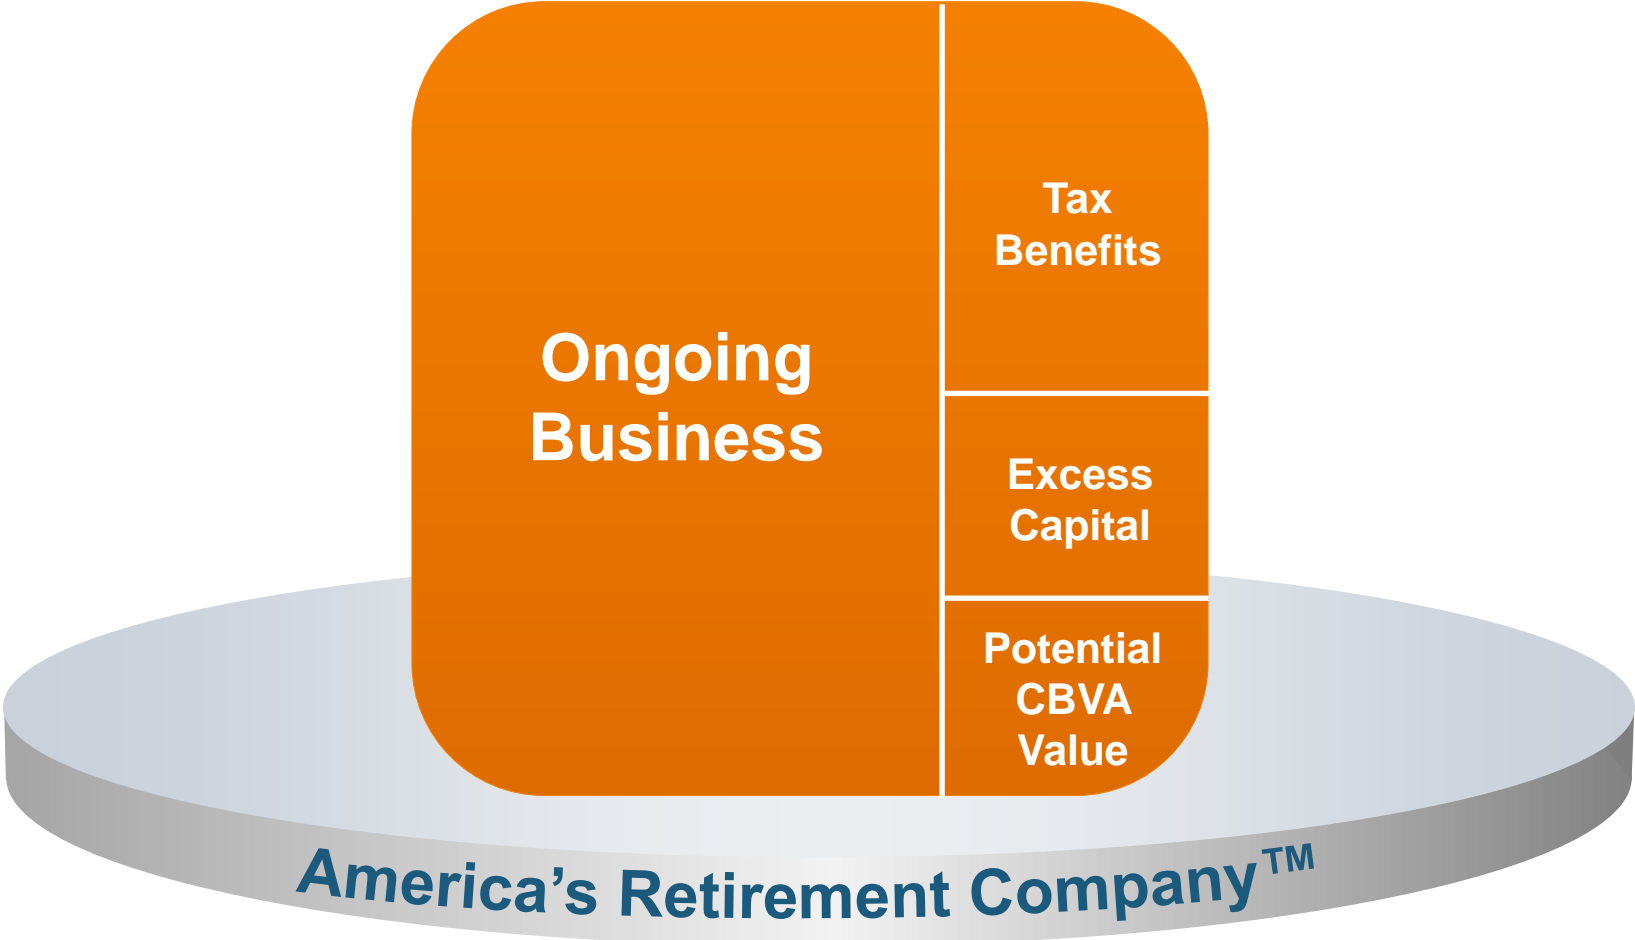 Ongoing
Business
Tax
Benefits
Excess
Capital
Potential
CBVA
Value
America’s Retirement Company™